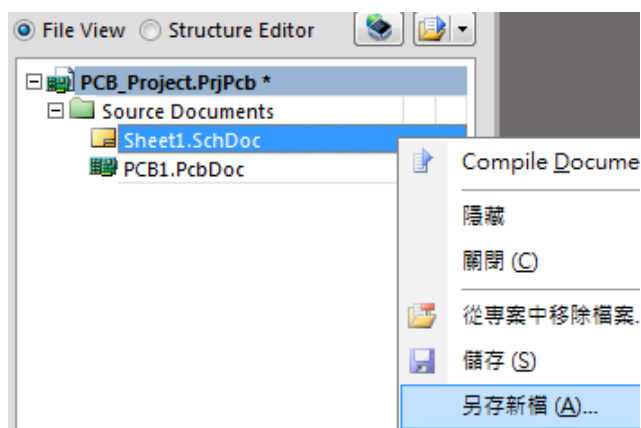 File View Structure Editor
PCB_Project.PrjPcb *
Source Documents
Sheet1.SchDoc
PCB1.PcbDoc
Compile Docume
隱藏
關閉 (C)
從專案中移除檔案.
儲存 (S)
另存新檔 (A)...